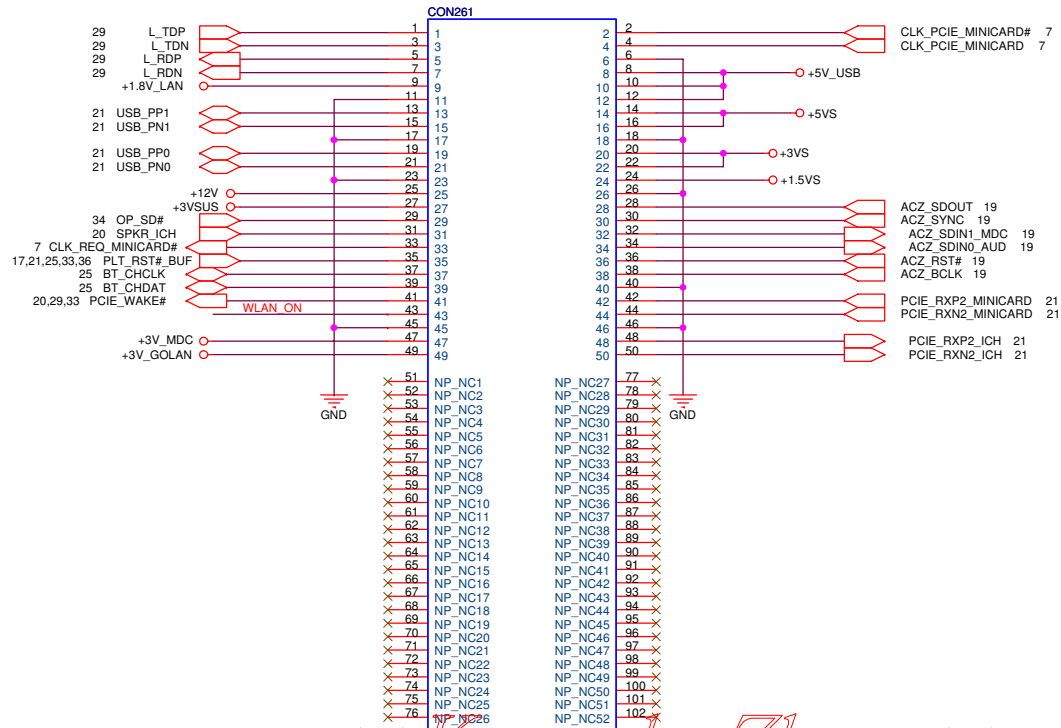 CON261
29 L_TDP 1 1 2 2 CLK_PCIE_MINICARD# 7
29 L_TDN 3 3 4 4 CLK_PCIE_MINICARD 7
29 L_RDP 5 5 6 6
29 L_RDN 7 7 8 8 +5V_USB
+1.8V_LAN 9 9 10 10
11 11 12 12
21 USB_PP1 13 13 14 14 +5VS
21 USB_PN1 15 15 16 16
17 17 18 18
21 USB_PP0 19 19 20 20 +3VS
21 USB_PN0 21 21 22 22
23 23 24 24 +1.5VS
+12V 25 25 26 26
+3VSUS 27 27 28 28 ACZ_SDOUT 19
34 OP_SD# 29 29 30 30 ACZ_SYNC 19
20 SPKR_ICH 31 31 32 32 ACZ_SDIN1_MDC 19
7 CLK_REQ_MINICARD# 33 33 34 34 ACZ_SDIN0_AUD 19
17,21,25,33,36 PLT_RST#_BUF 35 35 36 36 ACZ_RST# 19
25 BT_CHCLK 37 37 38 38 ACZ_BCLK 19
25 BT_CHDAT 39 39 40 40
20,29,33 PCIE_WAKE# 41 41 42 42 PCIE_RXP2_MINICARD 21
WLAN_ON 43 43 44 44 PCIE_RXN2_MINICARD 21
45 45 46 46
+3V_MDC 47 47 48 48 PCIE_RXP2_ICH 21
+3V_GOLAN 49 49 50 50 PCIE_RXN2_ICH 21
51 NP_NC1 NP_NC27 77
52 NP_NC2 NP_NC28 78
53 NP_NC3 NP_NC29 79
54 NP_NC4 NP_NC30 80
55 NP_NC5 NP_NC31 81
56 NP_NC6 NP_NC32 82
57 NP_NC7 NP_NC33 83
58 NP_NC8 NP_NC34 84
59 NP_NC9 NP_NC35 85
60 NP_NC10 NP_NC36 86
61 NP_NC11 NP_NC37 87
62 NP_NC12 NP_NC38 88
63 NP_NC13 NP_NC39 89
64 NP_NC14 NP_NC40 90
65 NP_NC15 NP_NC41 91
66 NP_NC16 NP_NC42 92
67 NP_NC17 NP_NC43 93
68 NP_NC18 NP_NC44 94
69 NP_NC19 NP_NC45 95
70 NP_NC20 NP_NC46 96
71 NP_NC21 NP_NC47 97
72 NP_NC22 NP_NC48 98
73 NP_NC23 NP_NC49 99
74 NP_NC24 NP_NC50 100
75 NP_NC25 NP_NC51 101
76 NP_NC26 NP_NC52 102
GND GND